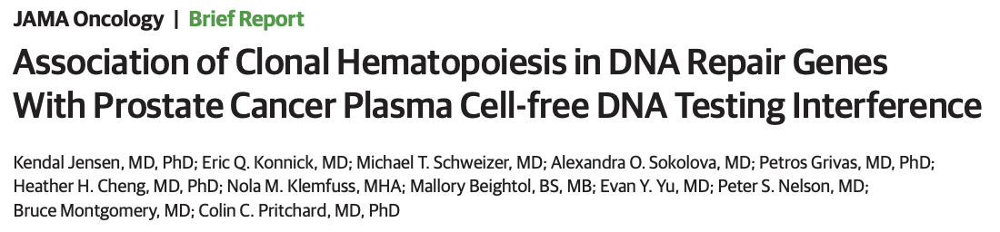 JAMA Oncology | Brief Report
Association of Clonal Hematopoiesis in DNA Repair Genes
With Prostate Cancer Plasma Cell-free DNA Testing Interference
Kendal Jensen, MD, PhD; Eric Q. Konnick, MD; Michael T. Schweizer, MD; Alexandra O. Sokolova, MD; Petros Grivas, MD, PhD;
Heather H. Cheng, MD, PhD; Nola M. Klemfuss, MHA; Mallory Beightol, BS, MB; Evan Y. Yu, MD; Peter S. Nelson, MD;
Bruce Montgomery, MD; Colin C. Pritchard, MD, PhD